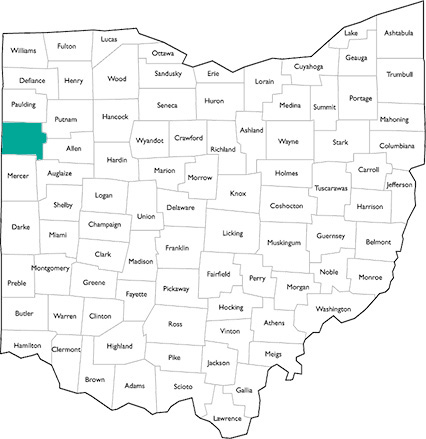 Williams
Fulton
Lucas
Ottawa
Lake
Ashtabula
Geauga
Cuyahoga
Defiance
Henry
Wood
Sandusky
Erie
Lorain
Trumbull
Paulding
Putnam
Hancock
Seneca
Huron
Medina
Summit
Portage
Mahoning
Allen
Wyandot
Crawford
Richland
Ashland
Wayne
Stark
Columbiana
Mercer
Auglaize
Hardin
Marion
Morrow
Knox
Holmes
Tuscarawas
Carroll
Jefferson
Shelby
Logan
Union
Delaware
Coshocton
Harrison
Darke
Miami
Champaign
Licking
Muskingum
Guernsey
Belmont
Clark
Madison
Franklin
Preble
Montgomery
Greene
Fayette
Pickaway
Fairfield
Perry
Morgan
Noble
Monroe
Butler
Warren
Clinton
Ross
Hocking
Vinton
Athens
Washington
Hamilton
Clermont
Highland
Pike
Jackson
Meigs
Brown
Adams
Scioto
Gallia
Lawrence